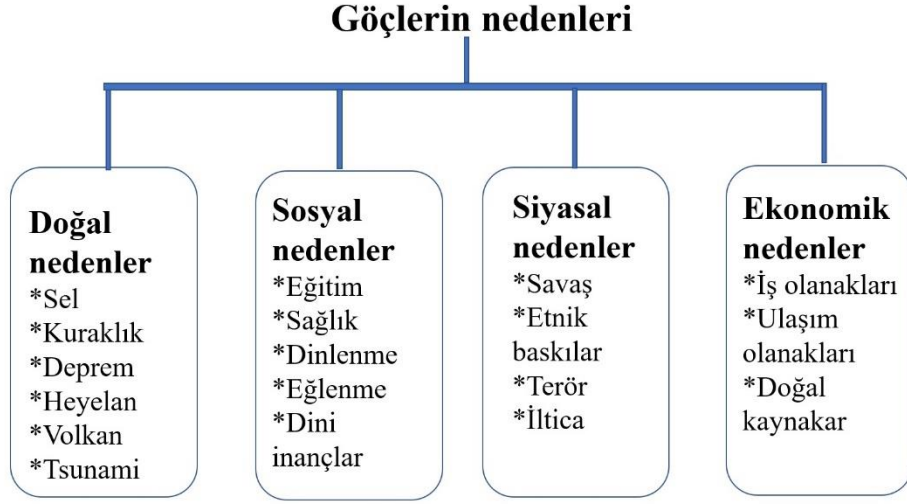 Göçlerin nedenleri
Doğal
nedenler
*Sel
*Kuraklık
*Deprem
*Heyelan
*Volkan
*Tsunami
Sosyal
nedenler
*Eğitim
*Sağlık
*Dinlenme
*Eğlenme
*Dini
inançlar
Siyasal
nedenler
*Savaş
*Etnik
baskılar
*Terör
*İltica
Ekonomik
nedenler
*İş olanakları
*Ulaşım
olanakları
*Doğal
kaynakar